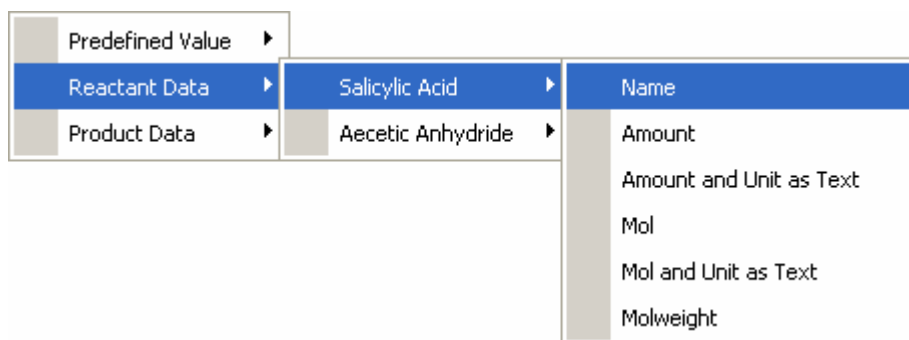 Predefined Value
Reactant Data
Product Data
Salicylic Acid
Aecetic Anhydride
Name
Amount
Amount and Unit as Text
Mol
Mol and Unit as Text
Molweight